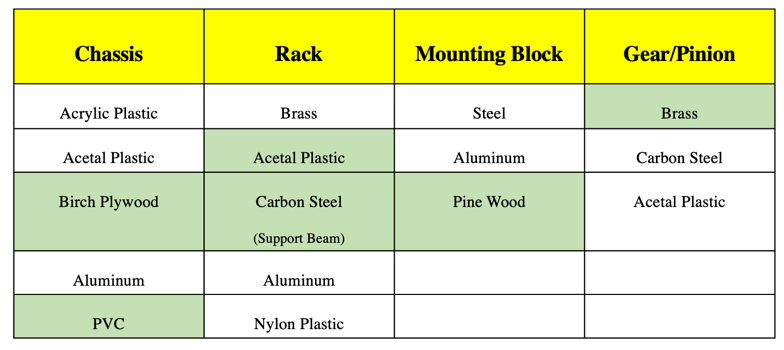 Chassis Rack Mounting Block Gear/Pinion
Acrylic Plastic Brass Steel Brass
Acetal Plastic Acetal Plastic Aluminum Carbon Steel
Birch Plywood Carbon Steel Pine Wood Acetal Plastic
(Support Beam)
Aluminum Aluminum
PVC Nylon Plastic